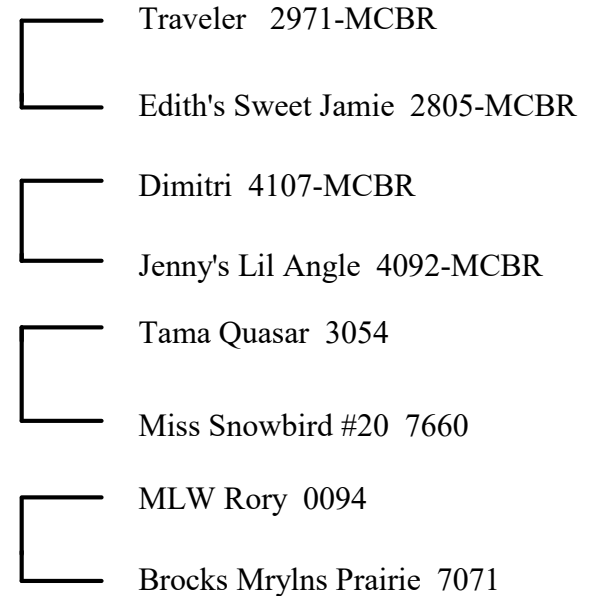 Traveler 2971-MCBR
Edith's Sweet Jamie 2805-MCBR
Dimitri 4107-MCBR
Jenny's Lil Angle 4092-MCBR
Tama Quasar 3054
Miss Snowbird #20 7660
MLW Rory 0094
Brocks Mrylns Prairie 7071